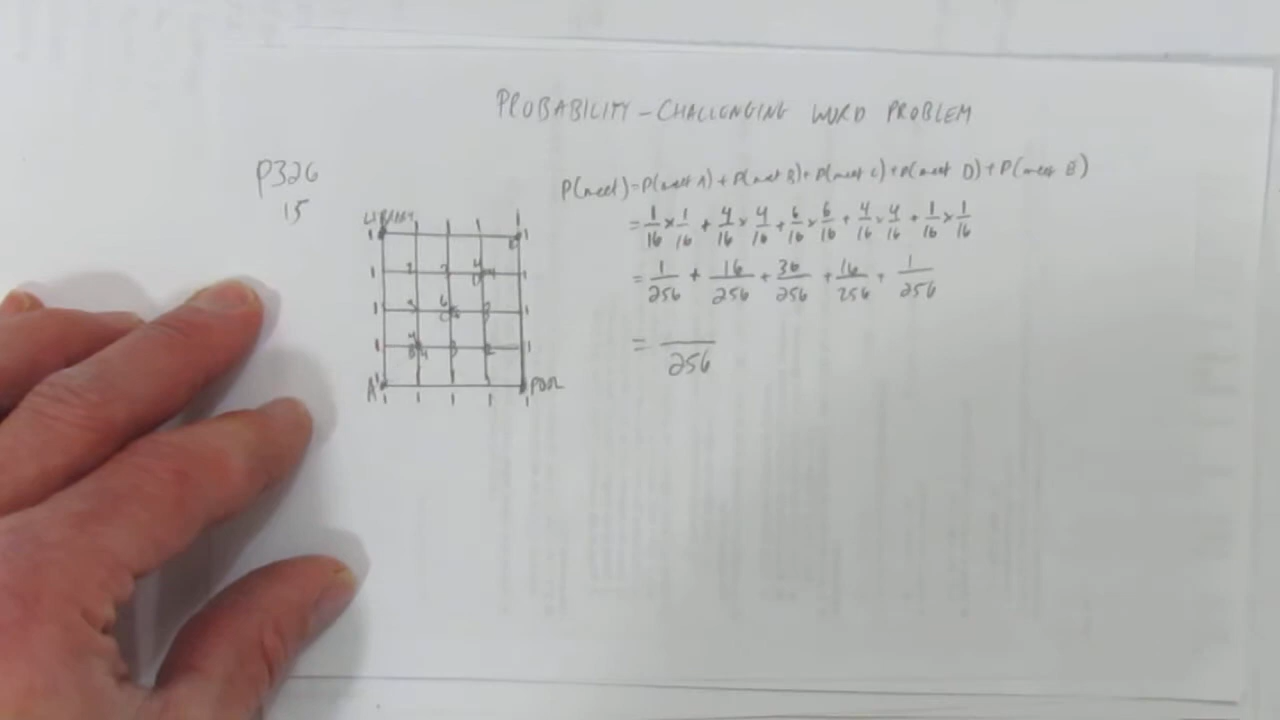 PROBABILITY - CHALLENGING WORD PROBLEM
P326
15
P(meet) = P(meet A) + P(meet B) + P(meet C) + P(meet D) + P(meet E)
= 1/16 × 1/16 + 4/16 × 4/16 + 6/16 × 6/16 + 4/16 × 4/16 + 1/16 × 1/16
= 1/256 + 16/256 + 36/256 + 16/256 + 1/256
= /256
LIBRARY
A
POOL